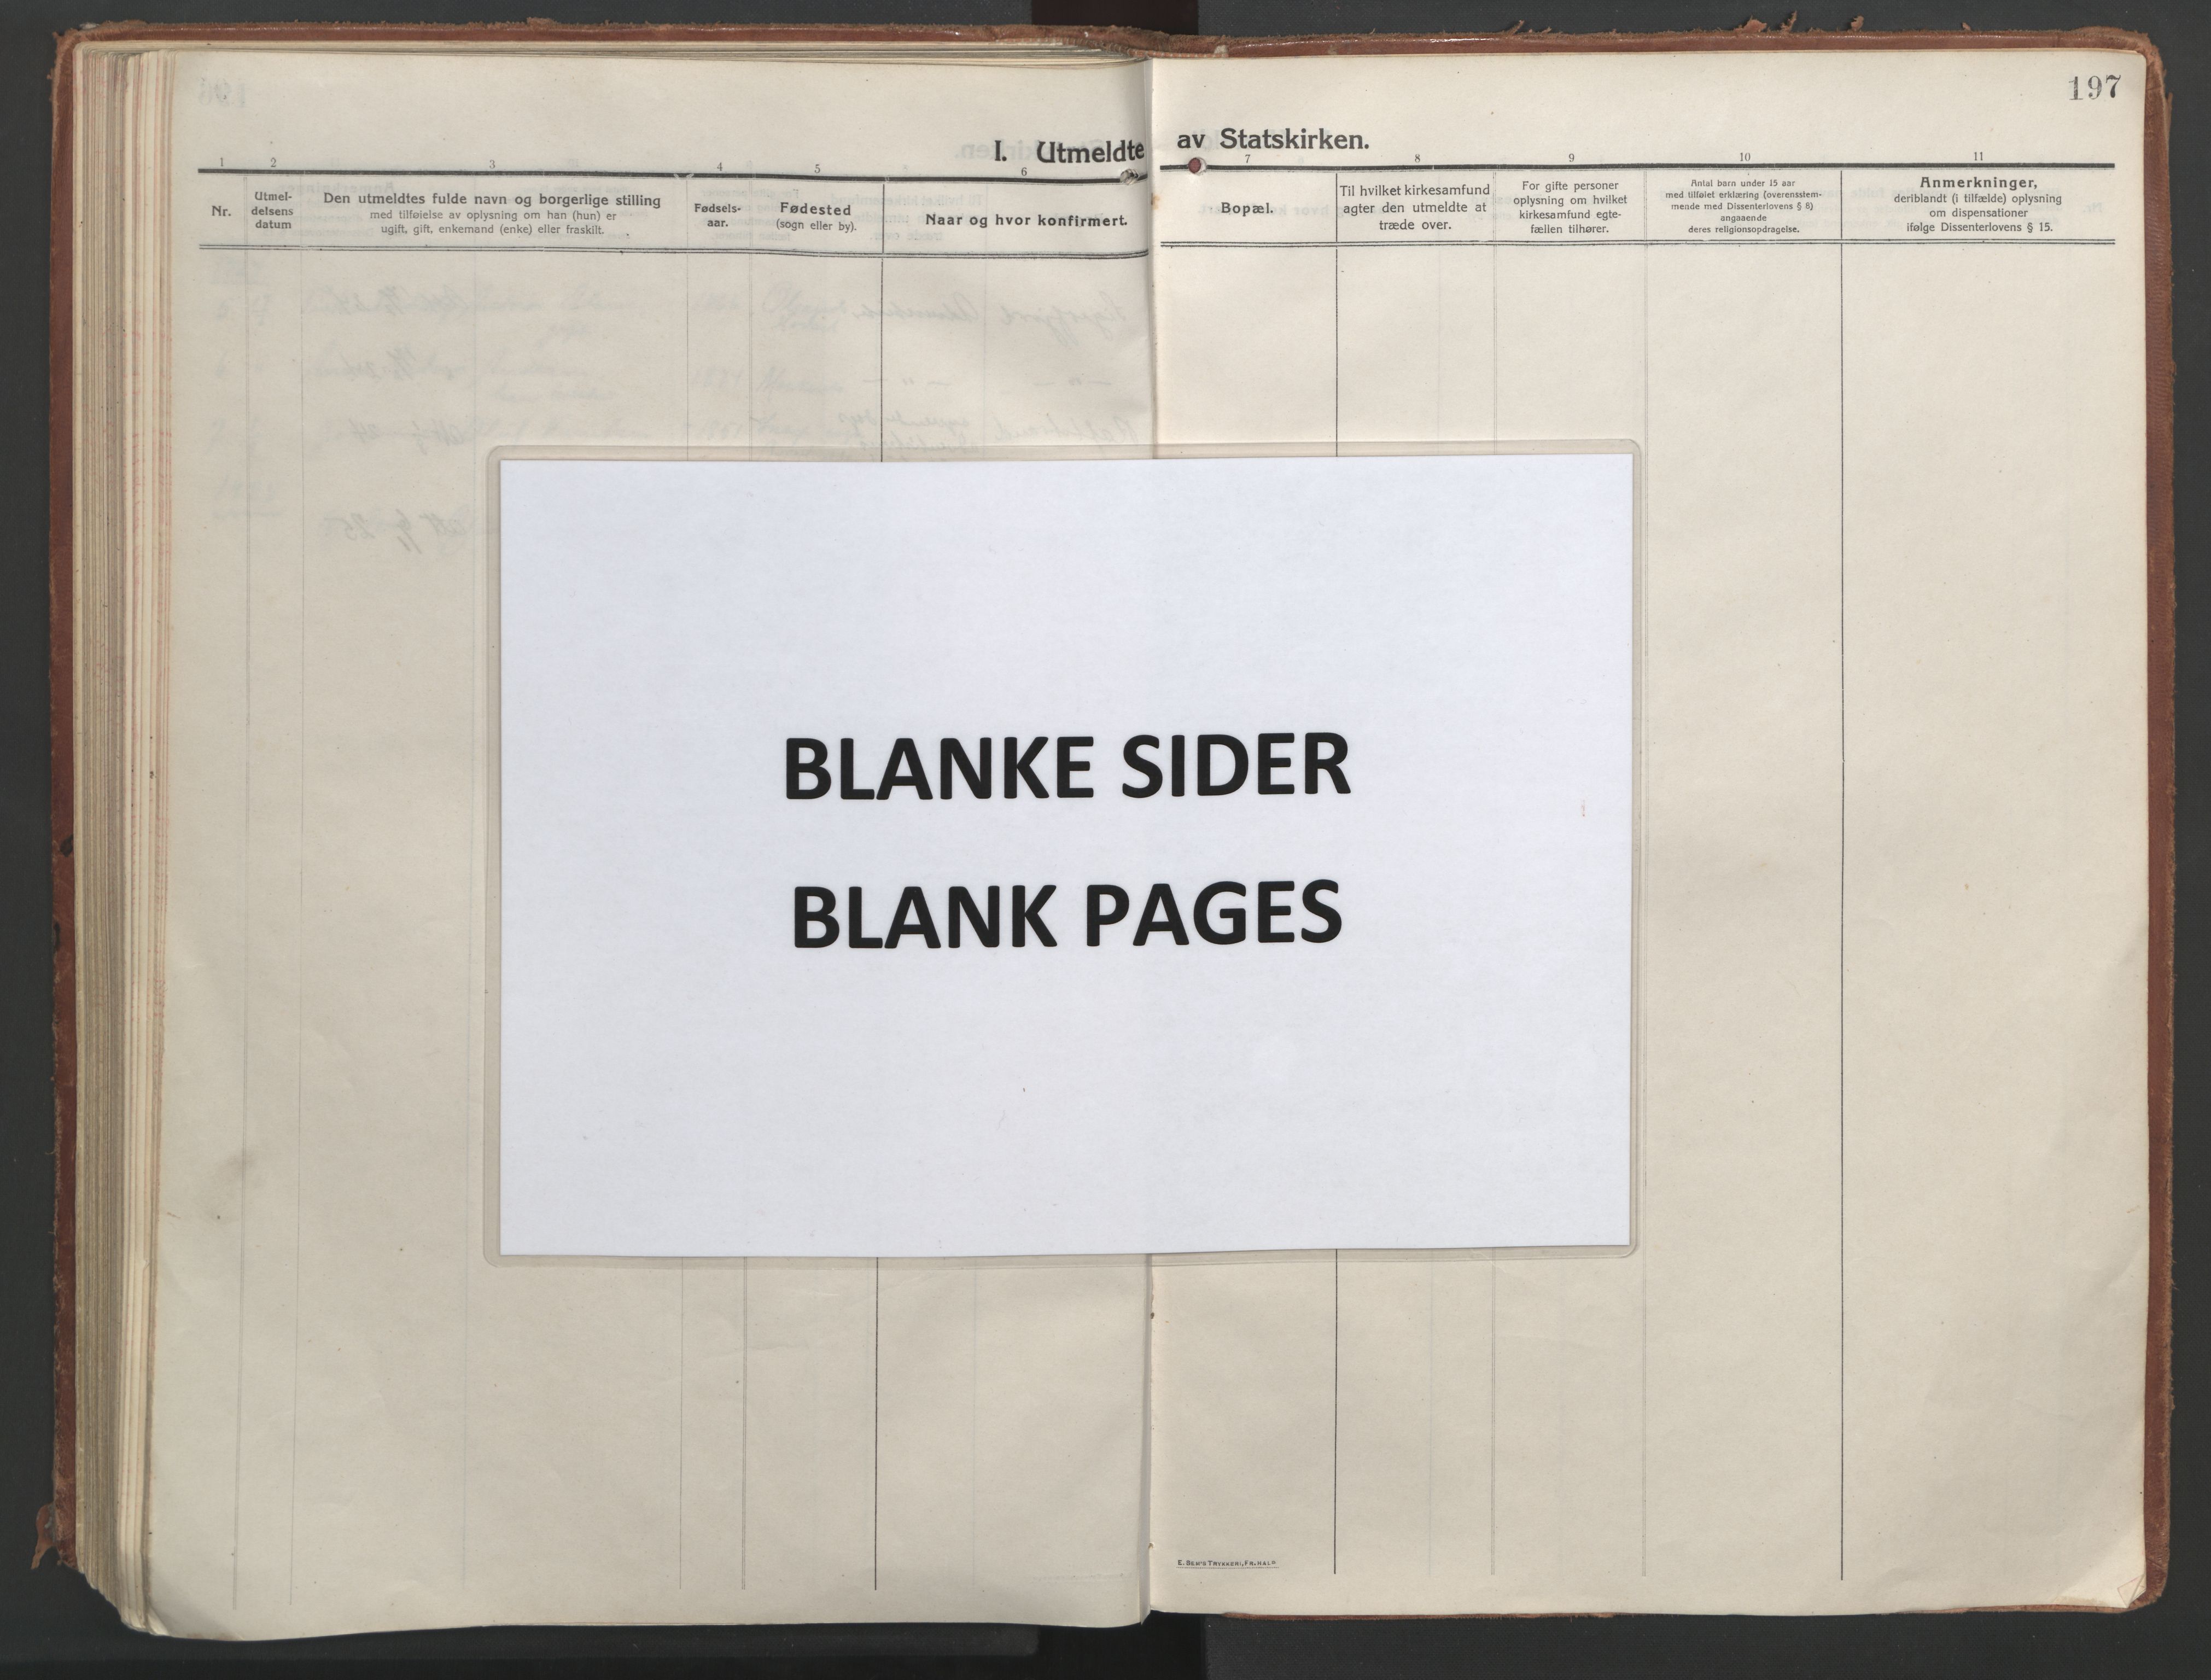 197
I. Utmeldte av Statskirken.
1 2 3 4 5 6 7 8 9 10 11
Nr.
Utmel-
delsens
datum
Den utmeldtes fulde navn og borgerlige stilling
med tilføielse av oplysning om han (hun) er
ugift, gift, enkemand (enke) eller fraskilt.
Fødsels-
aar.
Fødested
(sogn eller by).
Naar og hvor konfirmert.
Bopæl.
Til hvilket kirkesamfund
agter den utmeldte at
træde over.
For gifte personer
oplysning om hvilket
kirkesamfund egte-
fællen tilhører.
Antal barn under 15 aar
med tilføiet erklæring (overensstem-
mende med Dissenterlovens § 8)
angaaende
deres religionsopdragelse.
Anmerkninger,
deriblandt (i tilfælde) oplysning
om dispensationer
ifølge Dissenterlovens § 15.
BLANKE SIDER
BLANK PAGES